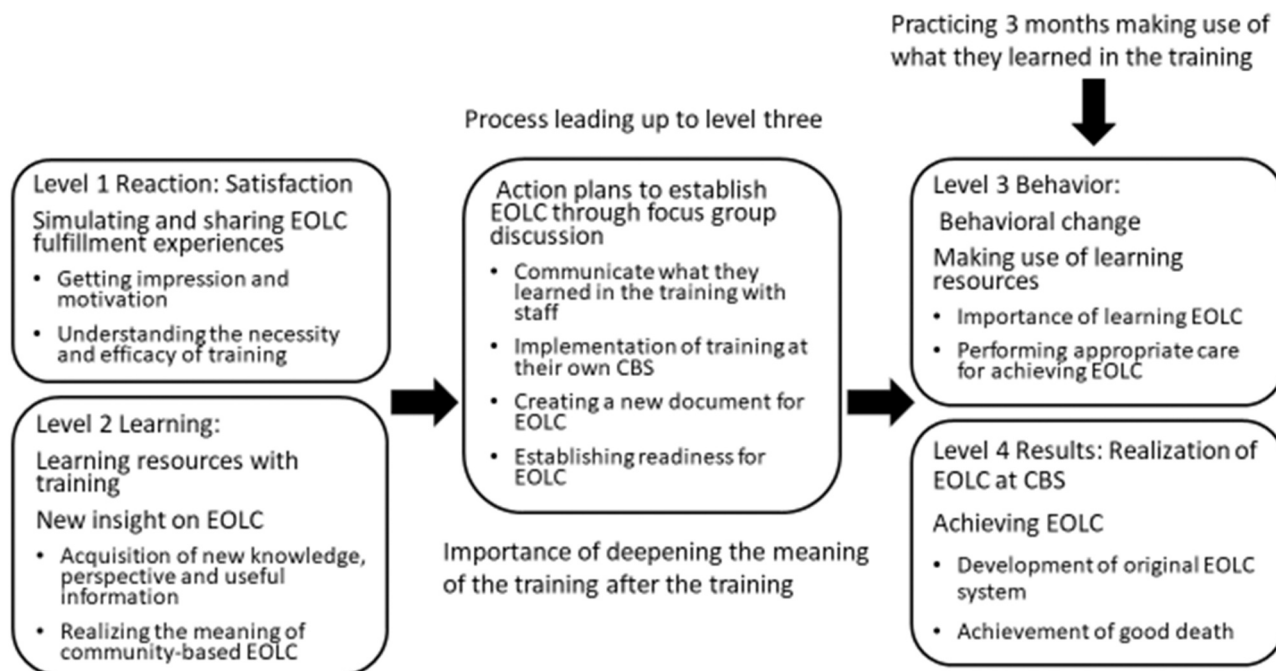 Practicing 3 months making use of
what they learned in the training
Process leading up to level three
Level 1 Reaction: Satisfaction
Simulating and sharing EOLC
fulfillment experiences
• Getting impression and
motivation
• Understanding the necessity
and efficacy of training
Level 2 Learning:
Learning resources with
training
New insight on EOLC
• Acquisition of new knowledge,
perspective and useful
information
• Realizing the meaning of
community-based EOLC
Action plans to establish
EOLC through focus group
discussion
• Communicate what they
learned in the training with
staff
• Implementation of training at
their own CBS
• Creating a new document for
EOLC
• Establishing readiness for
EOLC
Importance of deepening the meaning
of the training after the training
Level 3 Behavior:
Behavioral change
Making use of learning
resources
• Importance of learning EOLC
• Performing appropriate care
for achieving EOLC
Level 4 Results: Realization of
EOLC at CBS
Achieving EOLC
• Development of original EOLC
system
• Achievement of good death